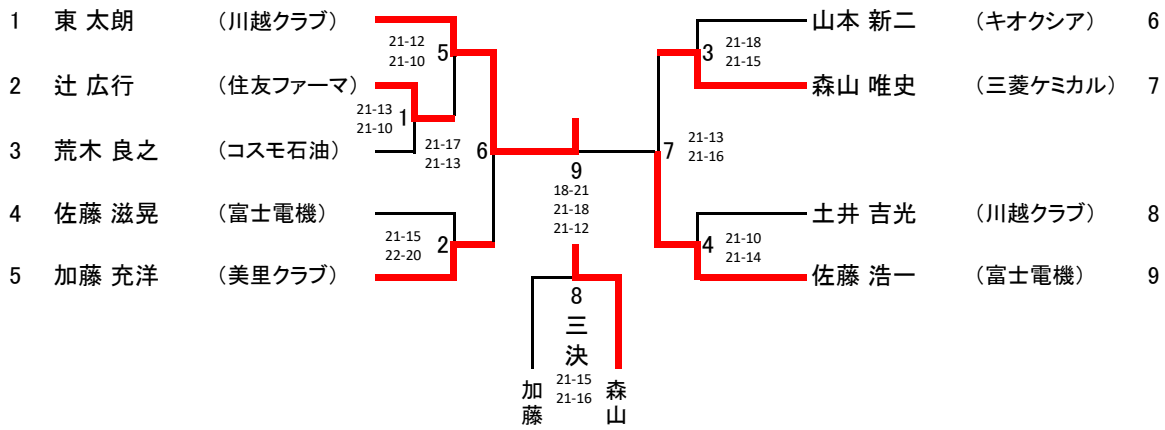 1 東 太朗 （川越クラブ）
21-12
21-10
5
2 辻 広行 （住友ファーマ）
21-13
21-10
1
3 荒木 良之 （コスモ石油）
21-17
21-13
6
4 佐藤 滋晃 （富士電機）
21-15
22-20
2
5 加藤 充洋 （美里クラブ）
9
18-21
21-18
21-12
8
三
決
21-15
21-16
加藤
森山
山本 新二 （キオクシア） 6
3
21-18
21-15
森山 唯史 （三菱ケミカル） 7
7
21-13
21-16
土井 吉光 （川越クラブ） 8
4
21-10
21-14
佐藤 浩一 （富士電機） 9